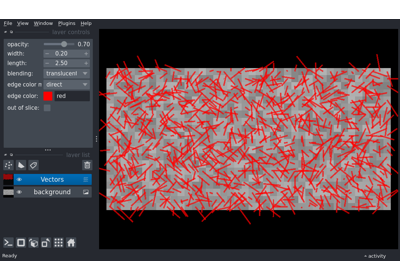 File View Window Plugins Help
layer controls
opacity: 0.70
width: 0.20
length: 2.50
blending: translucent
edge color m direct
edge color: red
out of slice:
layer list
Vectors
background
Ready
activity